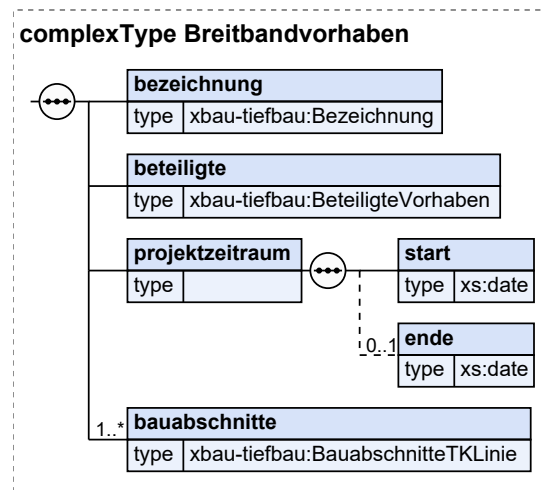 complexType Breitbandvorhaben
bezeichnung
type xbau-tiefbau:Bezeichnung
beteiligte
type xbau-tiefbau:BeteiligteVorhaben
projektzeitraum
type
start
type xs:date
0..1
ende
type xs:date
1..*
bauabschnitte
type xbau-tiefbau:BauabschnitteTKLinie